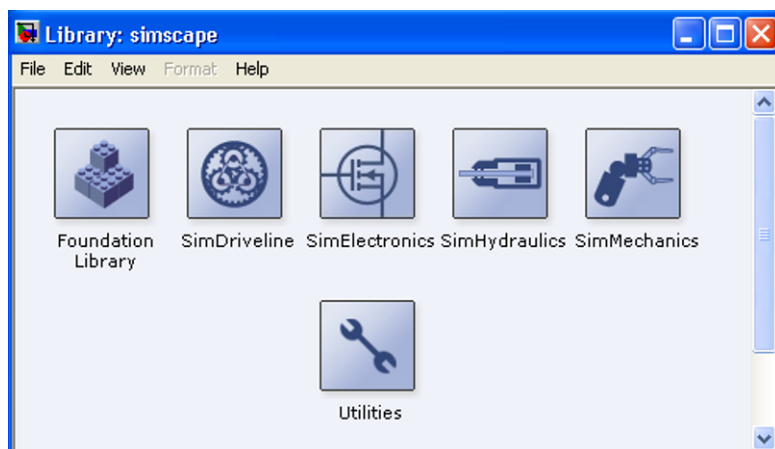 Library: simscape
File Edit View Format Help
Foundation Library
SimDriveline
SimElectronics
SimHydraulics
SimMechanics
Utilities